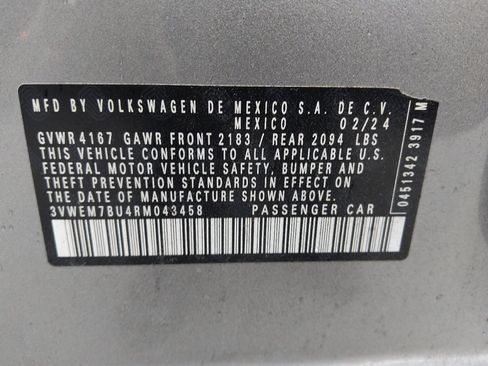 MFD BY VOLKSWAGEN DE MEXICO S.A. DE C.V.
MEXICO 02/24
GVWR 4167 GAWR FRONT 2183 / REAR 2094 LBS
THIS VEHICLE CONFORMS TO ALL APPLICABLE U.S.
FEDERAL MOTOR VEHICLE SAFETY, BUMPER AND
THEFT PREVENTION STANDARDS IN EFFECT ON
THE DATE OF MANUFACTURE SHOWN ABOVE.
3VWEM7BU4RM043458 PASSENGER CAR
0451342 3917 M